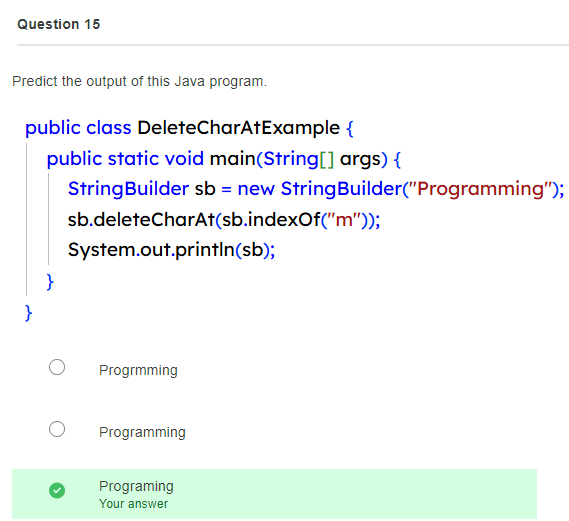 Question 15
Predict the output of this Java program.
public class DeleteCharAtExample {
public static void main(String[] args) {
StringBuilder sb = new StringBuilder("Programming");
sb.deleteCharAt(sb.indexOf("m"));
System.out.println(sb);
}
}
Progrmming
Programming
Programing
Your answer